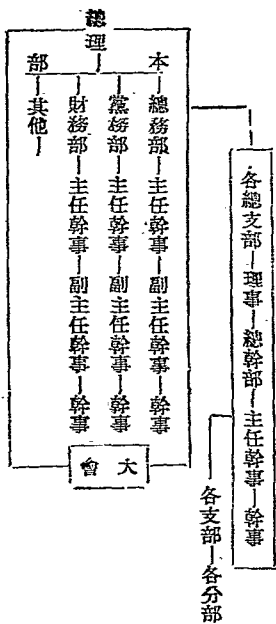 各總支部—理事—總幹部—主任幹事—幹事
各支部—各分部
總理
本部
總務部—主任幹事—副主任幹事—幹事
黨務部—主任幹事—副主任幹事—幹事
財務部—主任幹事—副主任幹事—幹事
其他—
大會